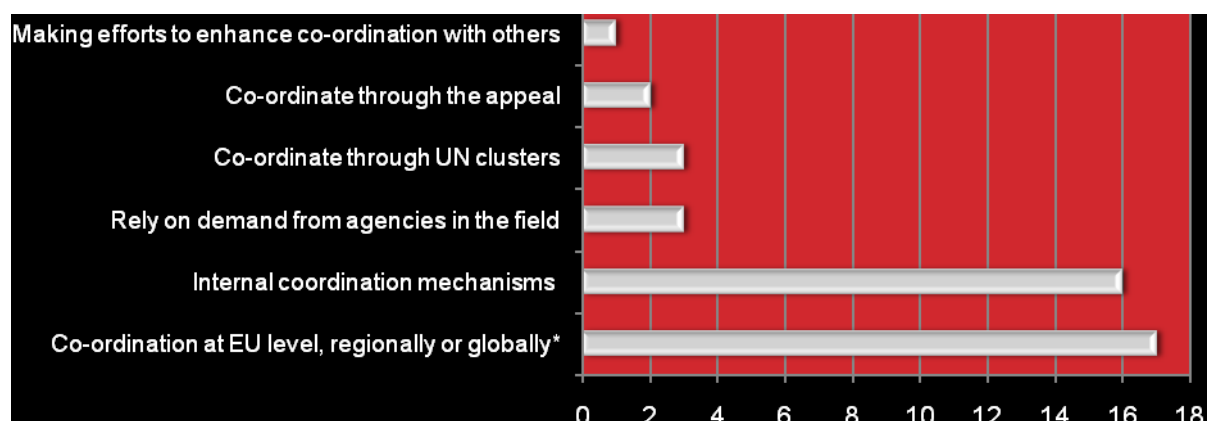 Making efforts to enhance co-ordination with others
Co-ordinate through the appeal
Co-ordinate through UN clusters
Rely on demand from agencies in the field
Internal coordination mechanisms
Co-ordination at EU level, regionally or globally*
0 2 4 6 8 10 12 14 16 18